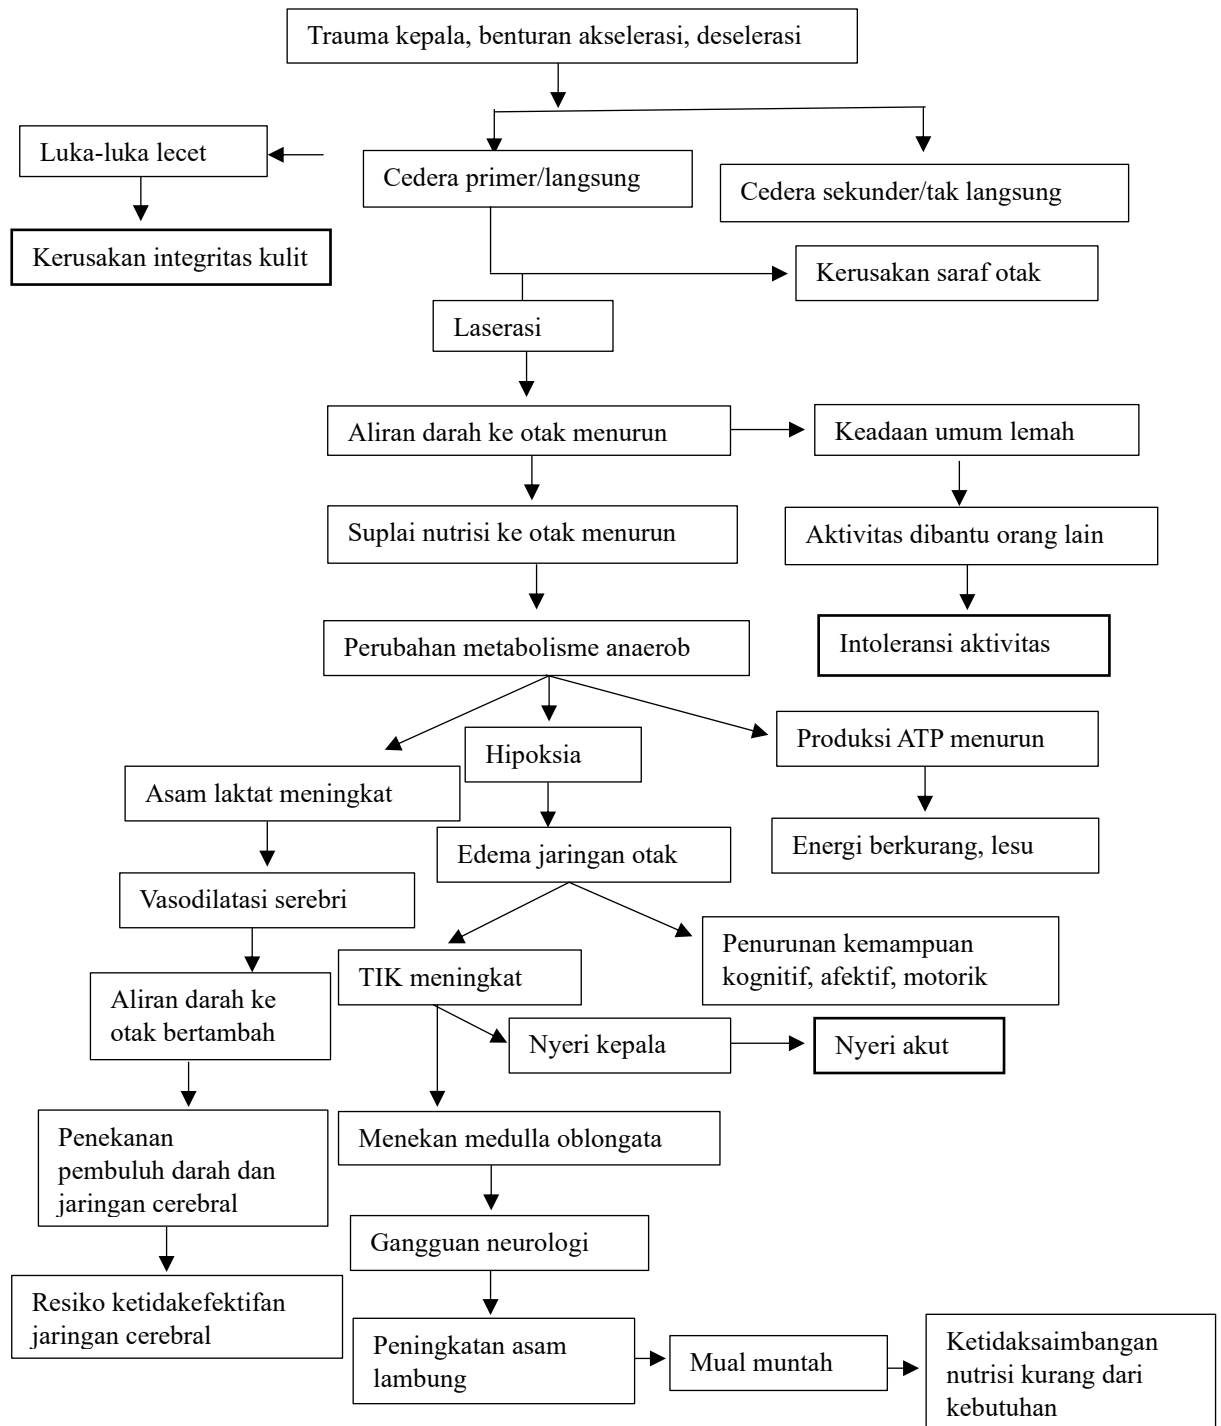 Trauma kepala, benturan akselerasi, deselerasi
Luka-luka lecet
Cedera primer/langsung
Cedera sekunder/tak langsung
Kerusakan integritas kulit
Kerusakan saraf otak
Laserasi
Aliran darah ke otak menurun
Keadaan umum lemah
Suplai nutrisi ke otak menurun
Aktivitas dibantu orang lain
Perubahan metabolisme anaerob
Intoleransi aktivitas
Asam laktat meningkat
Hipoksia
Produksi ATP menurun
Edema jaringan otak
Energi berkurang, lesu
Vasodilatasi serebri
TIK meningkat
Penurunan kemampuan
kognitif, afektif, motorik
Aliran darah ke
otak bertambah
Nyeri kepala
Nyeri akut
Penekanan
pembuluh darah dan
jaringan cerebral
Menekan medulla oblongata
Gangguan neurologi
Resiko ketidakefektifan
jaringan cerebral
Peningkatan asam
lambung
Mual muntah
Ketidaksaimbangan
nutrisi kurang dari
kebutuhan